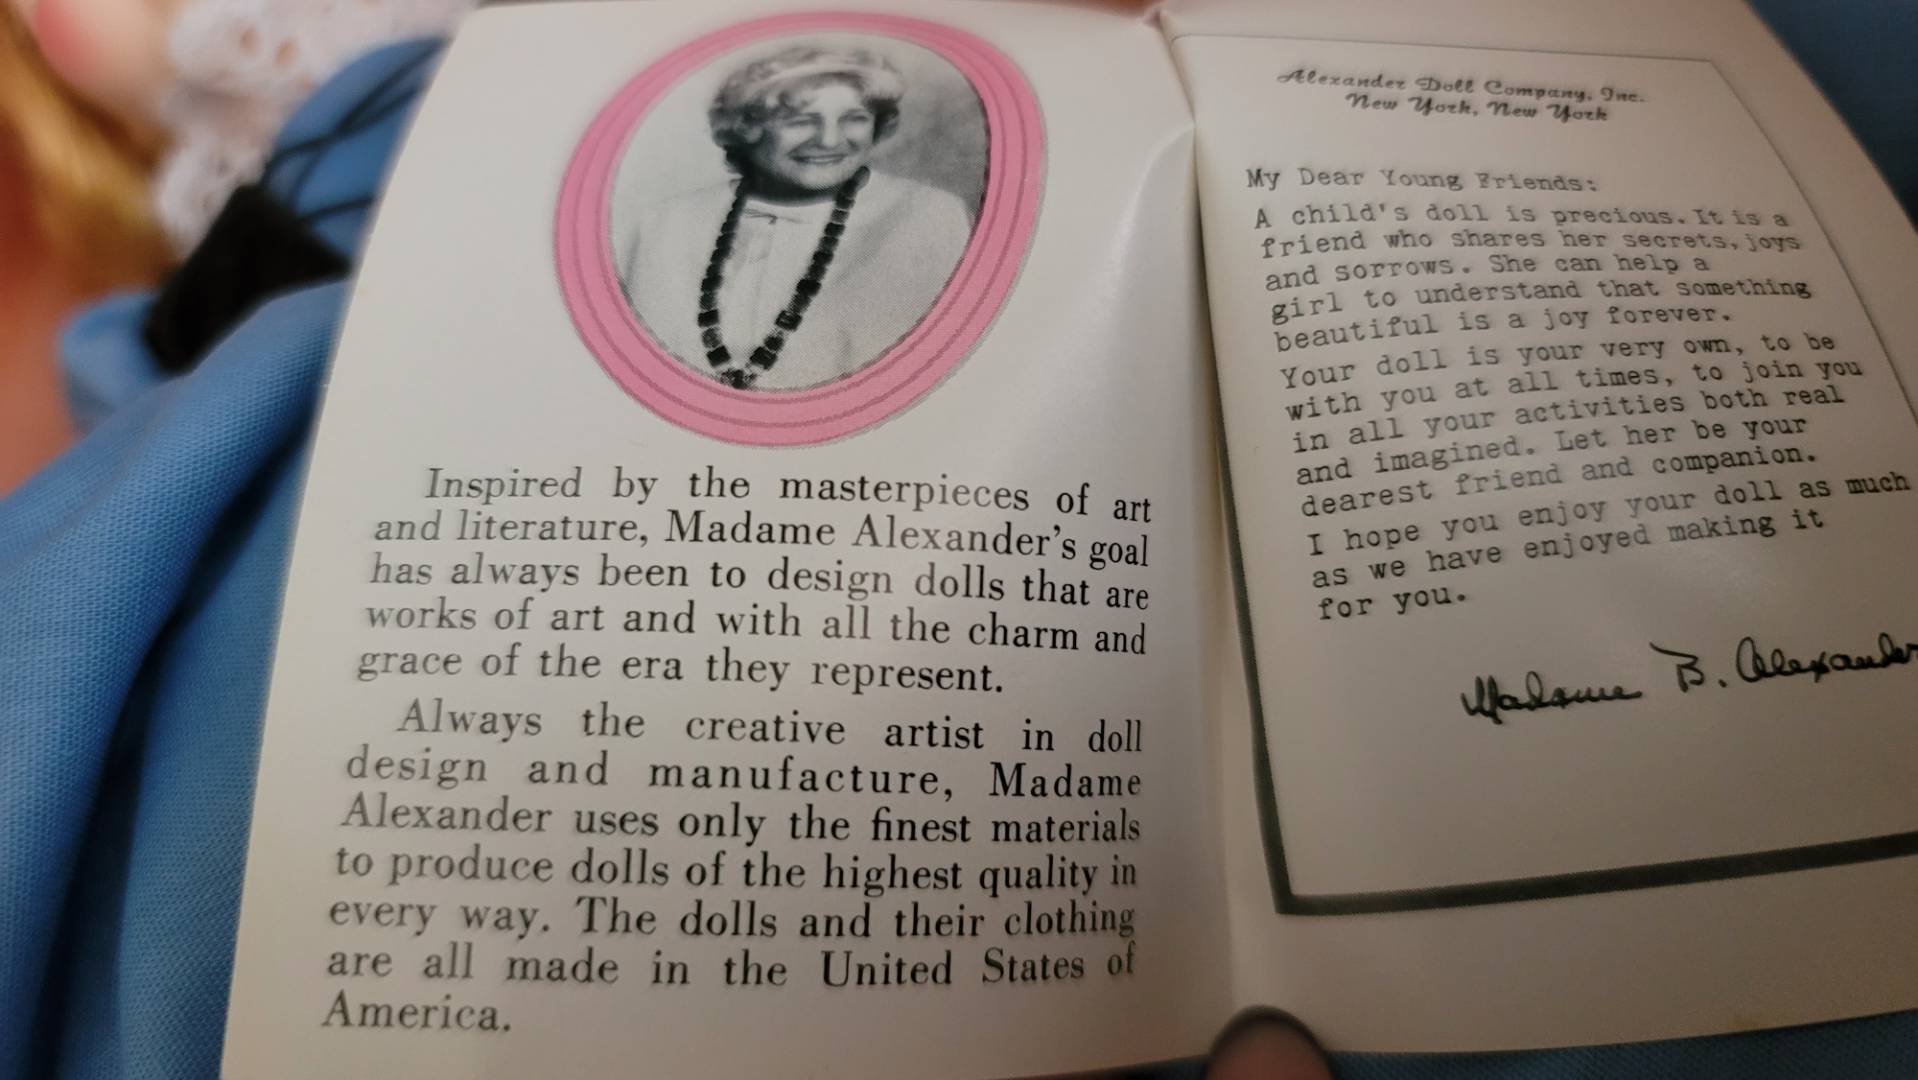 Inspired by the masterpieces of art
and literature, Madame Alexander's goal
has always been to design dolls that are
works of art and with all the charm and
grace of the era they represent.
Always the creative artist in doll
design and manufacture, Madame
Alexander uses only the finest materials
to produce dolls of the highest quality in
every way. The dolls and their clothing
are all made in the United States of
America.
Alexander Doll Company, Inc.
New York, New York
My Dear Young Friends:
A child's doll is precious. It is a
friend who shares her secrets, joys
and sorrows. She can help a
girl to understand that something
beautiful is a joy forever.
Your doll is your very own, to be
with you at all times, to join you
in all your activities both real
and imagined. Let her be your
dearest friend and companion.
I hope you enjoy your doll as much
as we have enjoyed making it
for you.
Madame B. Alexander